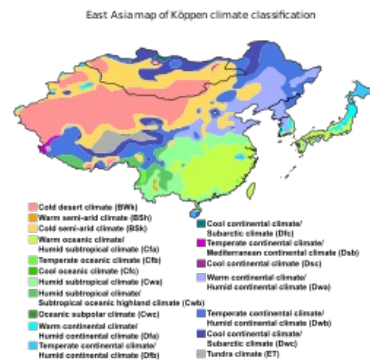 East Asia map of Köppen climate classification
Cold desert climate (BWk)
Warm semi-arid climate (BSh)
Cold semi-arid climate (BSk)
Warm oceanic climate/
Humid subtropical climate (Cfa)
Temperate oceanic climate (Cfb)
Cool oceanic climate (Cfc)
Humid subtropical climate (Cwa)
Humid subtropical climate/
Subtropical oceanic highland climate (Cwb)
Oceanic subpolar climate (Cwc)
Warm continental climate/
Humid continental climate (Dfa)
Temperate continental climate/
Humid continental climate (Dfb)
Cool continental climate/
Subarctic climate (Dfc)
Temperate continental climate/
Mediterranean continental climate (Dsb)
Cool continental climate (Dsc)
Warm continental climate/
Humid continental climate (Dwa)
Temperate continental climate/
Humid continental climate (Dwb)
Cool continental climate/
Subarctic climate (Dwc)
Tundra climate (ET)